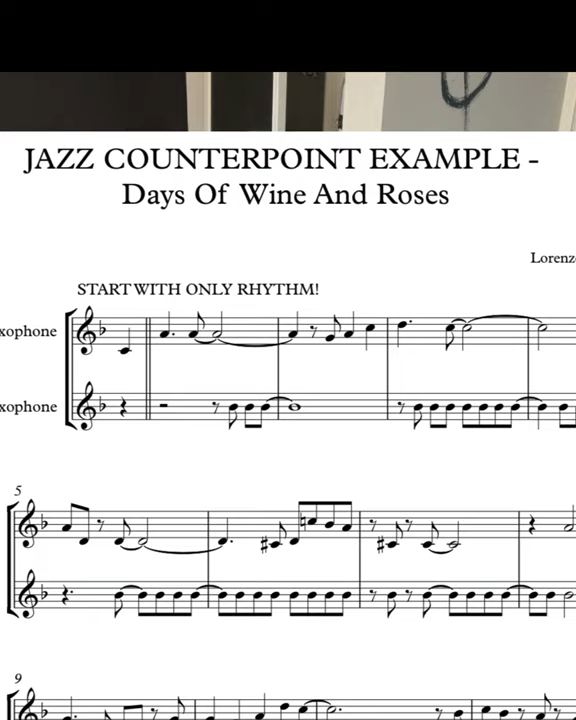 JAZZ COUNTERPOINT EXAMPLE -
Days Of Wine And Roses
Lorenz
START WITH ONLY RHYTHM!
xophone
xophone
5
9